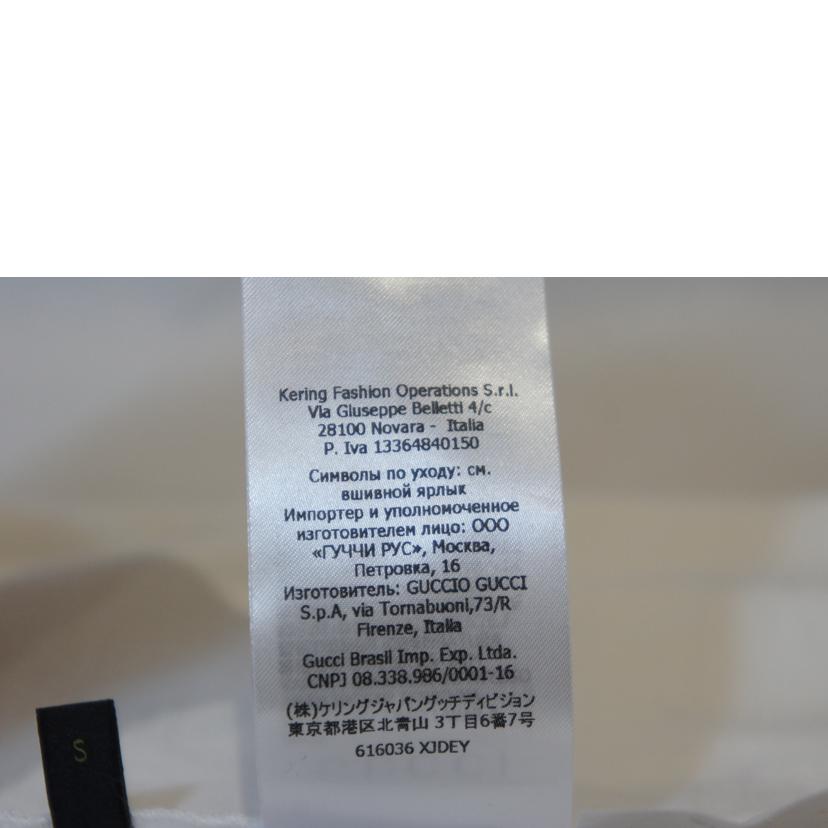 Kering Fashion Operations S.r.l.
Via Giuseppe Belletti 4/c
28100 Novara - Italia
P. Iva 13364840150
Символы по уходу: см.
вшивной ярлык
Импортер и уполномоченное
изготовителем лицо: ООО
«ГУЧЧИ РУС», Москва,
Петровка, 16
Изготовитель: GUCCIO GUCCI
S.p.A, via Tornabuoni,73/R
Firenze, Italia
Gucci Brasil Imp. Exp. Ltda.
CNPJ 08.338.986/0001-16
(株)ケリングジャパングッチディビジョン
東京都港区北青山 3丁目6番7号
616036 XJDEY
S